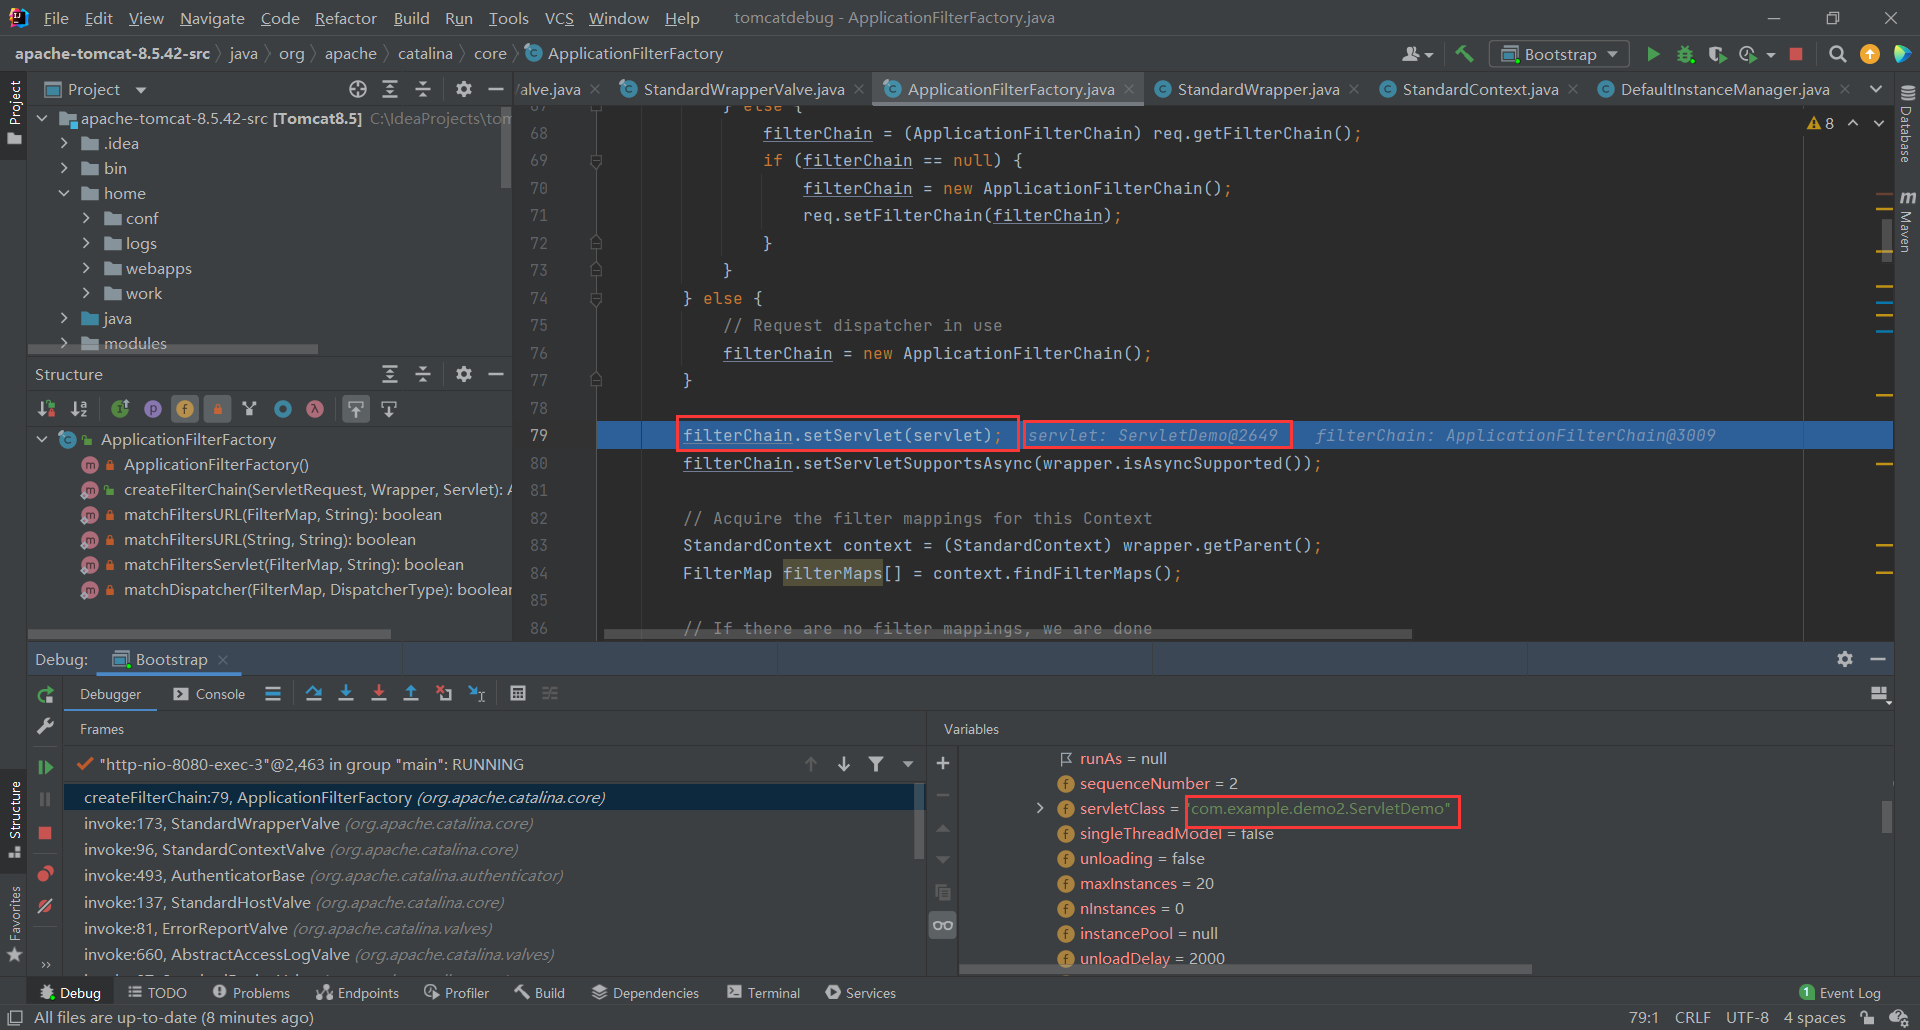 File Edit View Navigate Code Refactor Build Run Tools VCS Window Help tomcatdebug - ApplicationFilterFactory.java
apache-tomcat-8.5.42-src java org apache catalina core ApplicationFilterFactory
Bootstrap
Project
alve.java StandardWrapperValve.java ApplicationFilterFactory.java StandardWrapper.java StandardContext.java DefaultInstanceManager.java
apache-tomcat-8.5.42-src [Tomcat8.5] C:\IdeaProjects\tom
.idea
bin
home
conf
logs
webapps
work
java
modules
Structure
ApplicationFilterFactory
ApplicationFilterFactory()
createFilterChain(ServletRequest, Wrapper, Servlet): A
matchFiltersURL(FilterMap, String): boolean
matchFiltersURL(String, String): boolean
matchFiltersServlet(FilterMap, String): boolean
matchDispatcher(FilterMap, DispatcherType): boolean
67 } else {
68 filterChain = (ApplicationFilterChain) req.getFilterChain();
69 if (filterChain == null) {
70 filterChain = new ApplicationFilterChain();
71 req.setFilterChain(filterChain);
72 }
73 }
74 } else {
75 // Request dispatcher in use
76 filterChain = new ApplicationFilterChain();
77 }
78
79 filterChain.setServlet(servlet); servlet: ServletDemo@2649 filterChain: ApplicationFilterChain@3009
80 filterChain.setServletSupportsAsync(wrapper.isAsyncSupported());
81
82 // Acquire the filter mappings for this Context
83 StandardContext context = (StandardContext) wrapper.getParent();
84 FilterMap filterMaps[] = context.findFilterMaps();
85
86 // If there are no filter mappings, we are done
8
Project
Structure
Favorites
Database
Maven
Debug: Bootstrap
Debugger Console
Frames
"http-nio-8080-exec-3"@2,463 in group "main": RUNNING
createFilterChain:79, ApplicationFilterFactory (org.apache.catalina.core)
invoke:173, StandardWrapperValve (org.apache.catalina.core)
invoke:96, StandardContextValve (org.apache.catalina.core)
invoke:493, AuthenticatorBase (org.apache.catalina.authenticator)
invoke:137, StandardHostValve (org.apache.catalina.core)
invoke:81, ErrorReportValve (org.apache.catalina.valves)
invoke:660, AbstractAccessLogValve (org.apache.catalina.valves)
Variables
runAs = null
sequenceNumber = 2
servletClass = "com.example.demo2.ServletDemo"
singleThreadModel = false
unloading = false
maxInstances = 20
nInstances = 0
instancePool = null
unloadDelay = 2000
Debug TODO Problems Endpoints Profiler Build Dependencies Terminal Services 1 Event Log
All files are up-to-date (8 minutes ago) 79:1 CRLF UTF-8 4 spaces